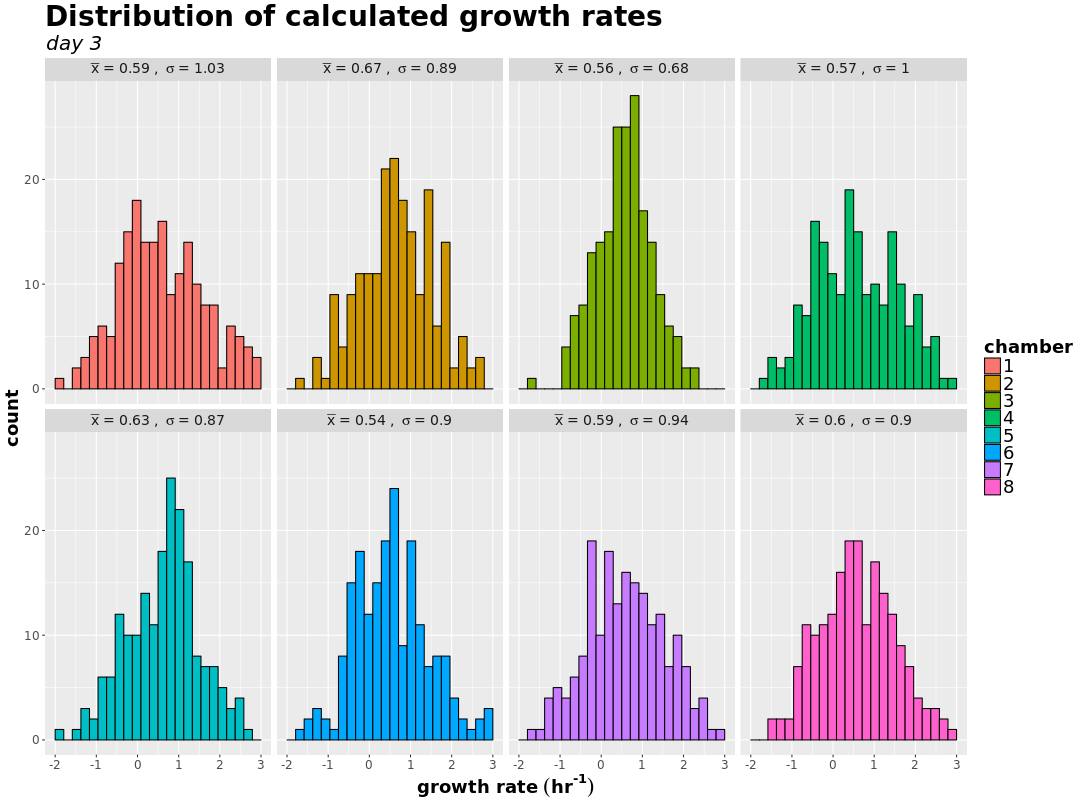 Distribution of calculated growth rates
day 3
x̅ = 0.59 , σ = 1.03
x̅ = 0.67 , σ = 0.89
x̅ = 0.56 , σ = 0.68
x̅ = 0.57 , σ = 1
20
10
0
x̅ = 0.63 , σ = 0.87
x̅ = 0.54 , σ = 0.9
x̅ = 0.59 , σ = 0.94
x̅ = 0.6 , σ = 0.9
20
10
0
-2 -1 0 1 2 3
-2 -1 0 1 2 3
-2 -1 0 1 2 3
-2 -1 0 1 2 3
count
growth rate (hr⁻¹)
chamber
1
2
3
4
5
6
7
8